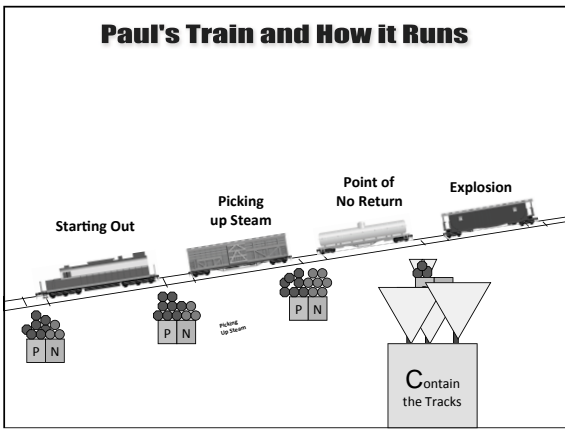 Paul's Train and How it Runs
Point of
No Return
Explosion
Picking
up Steam
Starting Out
P N
P N
P N
Picking
Up Steam
Contain
the Tracks